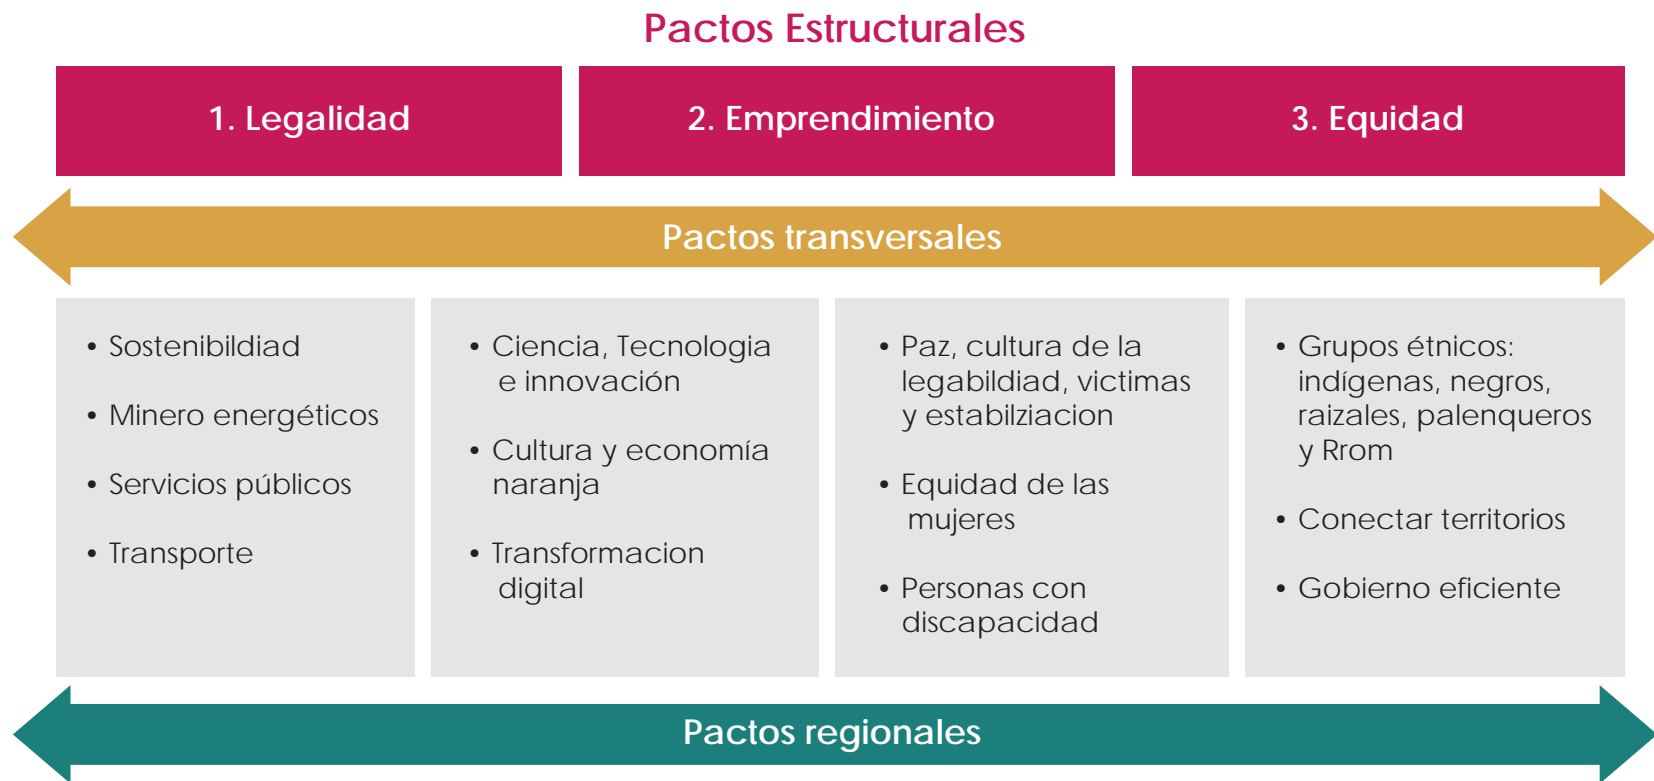 Pactos Estructurales
1. Legalidad
2. Emprendimiento
3. Equidad
Pactos transversales
• Sostenibildiad
• Minero energéticos
• Servicios públicos
• Transporte
• Ciencia, Tecnologia
e innovación
• Cultura y economía
naranja
• Transformacion
digital
• Paz, cultura de la
legabildiad, victimas
y estabilziacion
• Equidad de las
mujeres
• Personas con
discapacidad
• Grupos étnicos:
indígenas, negros,
raizales, palenqueros
y Rrom
• Conectar territorios
• Gobierno eficiente
Pactos regionales